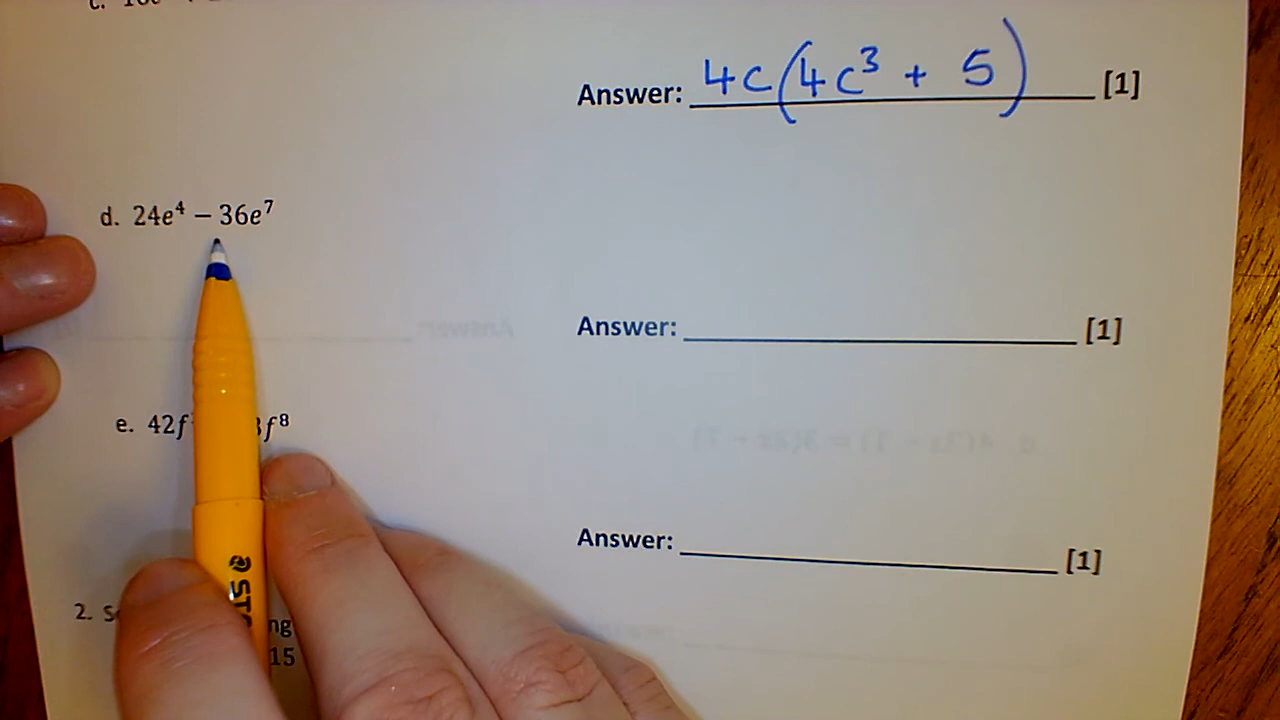 c.
4c(4c³ + 5)
Answer: [1]
d. 24e⁴ − 36e⁷
Answer: [1]
e. 42f f⁸
Answer: [1]
2.
ng
15